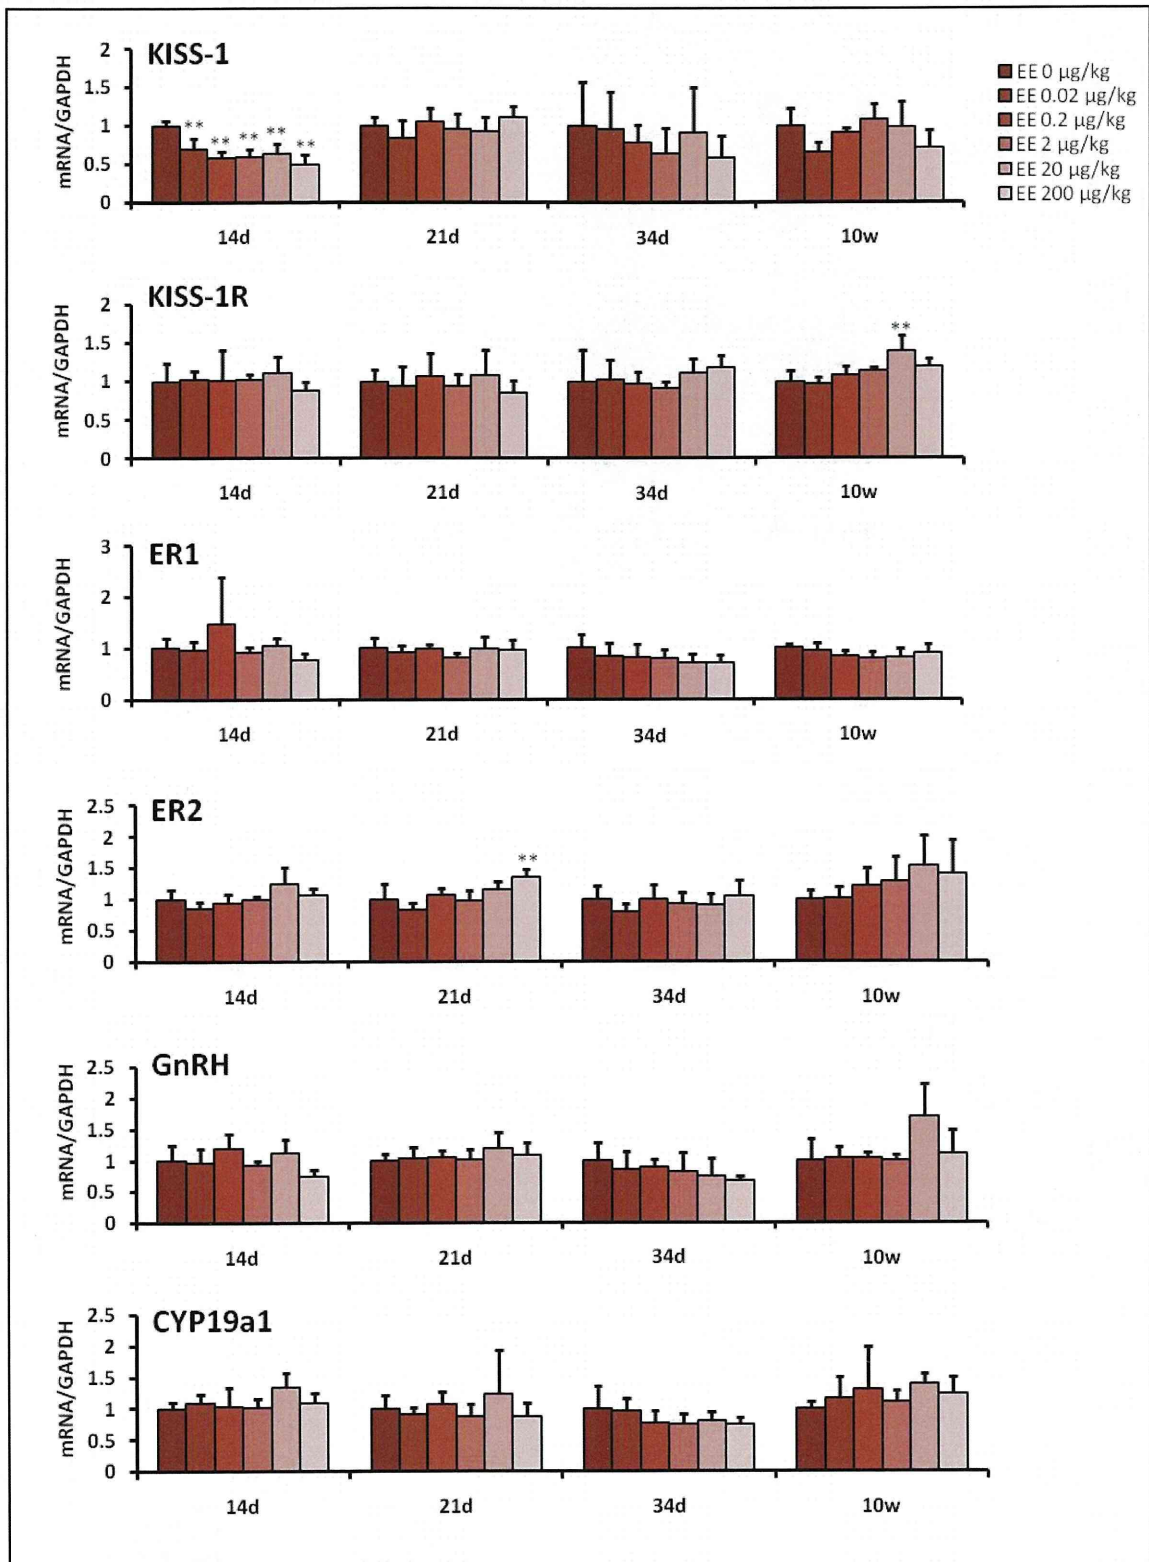 KISS-1
mRNA/GAPDH
2
1.5
1
0.5
0
** ** ** ** **
14d 21d 34d 10w
EE 0 µg/kg
EE 0.02 µg/kg
EE 0.2 µg/kg
EE 2 µg/kg
EE 20 µg/kg
EE 200 µg/kg
KISS-1R
mRNA/GAPDH
2
1.5
1
0.5
0
**
14d 21d 34d 10w
ER1
mRNA/GAPDH
3
2
1
0
14d 21d 34d 10w
ER2
mRNA/GAPDH
2.5
2
1.5
1
0.5
0
**
14d 21d 34d 10w
GnRH
mRNA/GAPDH
2.5
2
1.5
1
0.5
0
14d 21d 34d 10w
CYP19a1
mRNA/GAPDH
2.5
2
1.5
1
0.5
0
14d 21d 34d 10w